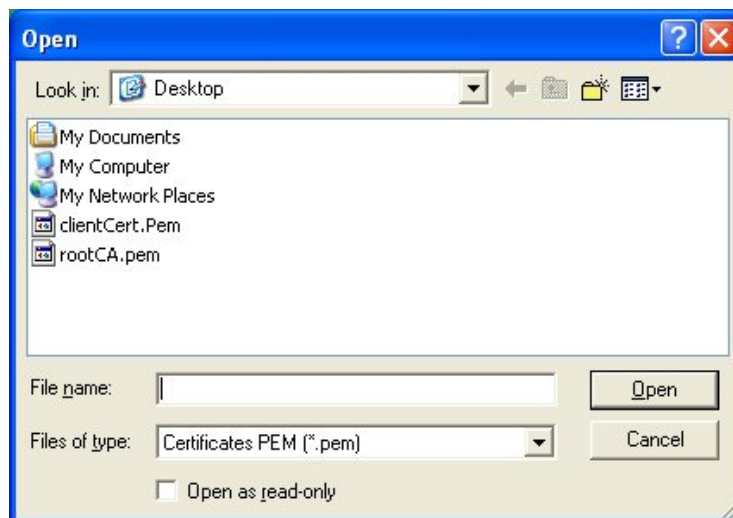 Open
Look in: Desktop
My Documents
My Computer
My Network Places
clientCert.Pem
rootCA.pem
File name:
Open
Files of type: Certificates PEM (*.pem)
Cancel
Open as read-only